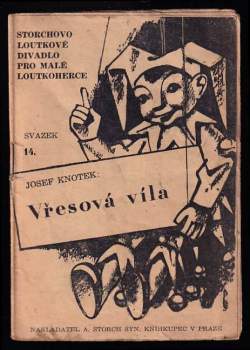 STORCHOVO
LOUTKOVÉ
DIVADLO
PRO MALÉ
LOUTKOHERCE
SVAZEK
14.
JOSEF KNOTEK:
Vřesová víla
NAKLADATEL A. STORCH SYN, KNIHKUPEC V PRAZE